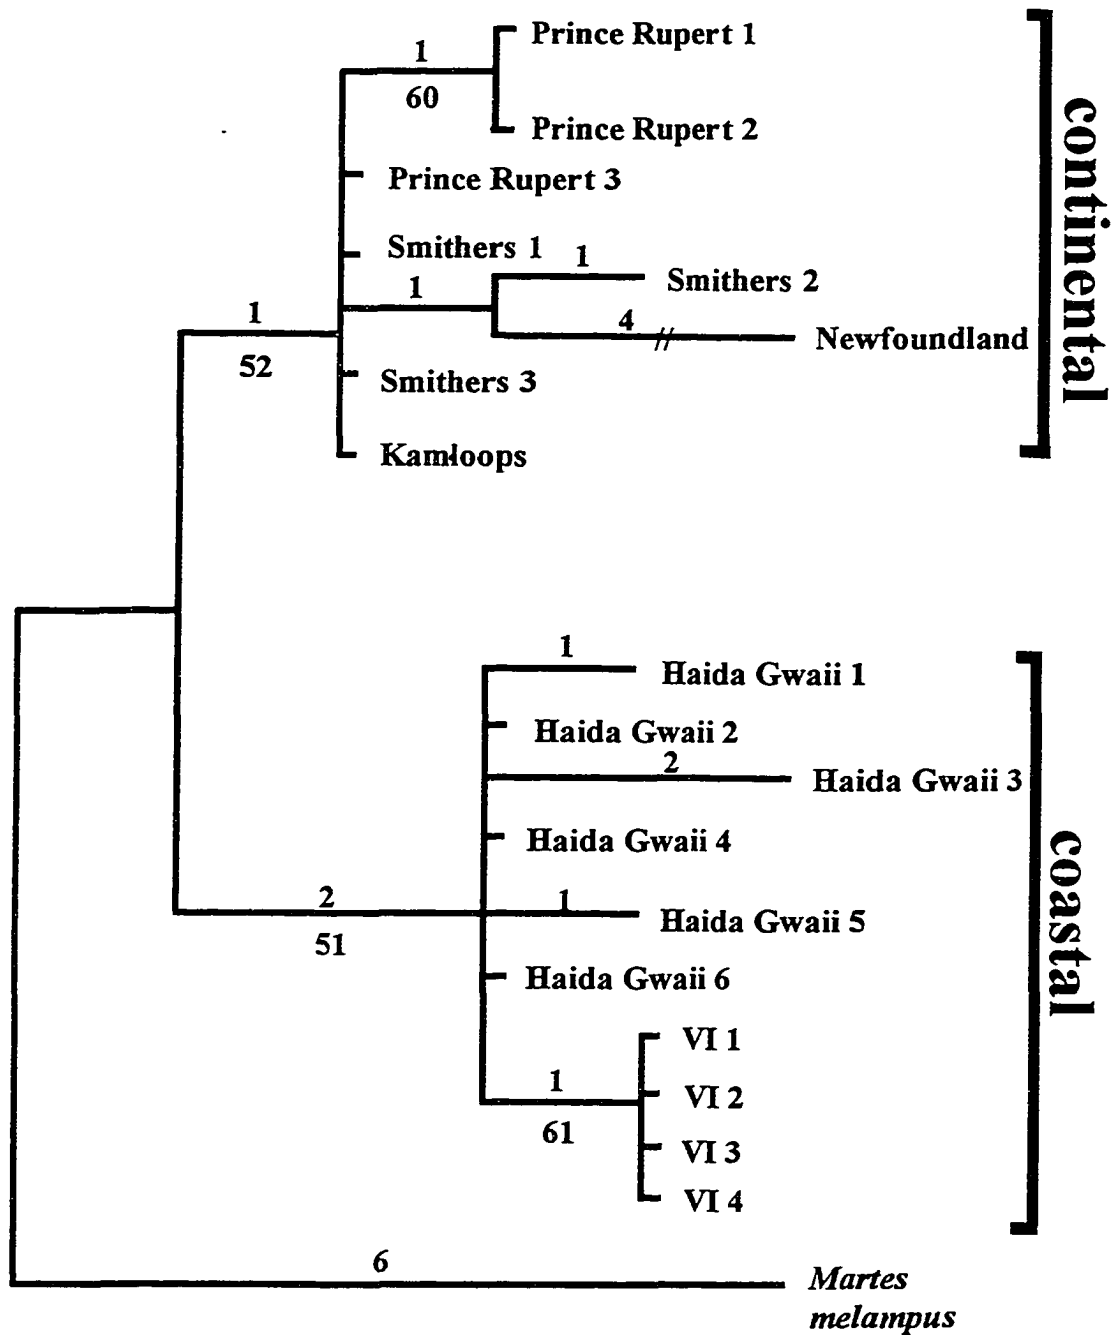 1
60
Prince Rupert 1
Prince Rupert 2
Prince Rupert 3
Smithers 1
1
1
Smithers 2
4
Newfoundland
1
52
Smithers 3
Kamloops
continental
1
Haida Gwaii 1
Haida Gwaii 2
2
Haida Gwaii 3
Haida Gwaii 4
2
51
1
Haida Gwaii 5
Haida Gwaii 6
VI 1
1
61
VI 2
VI 3
VI 4
coastal
6
Martes
melampus